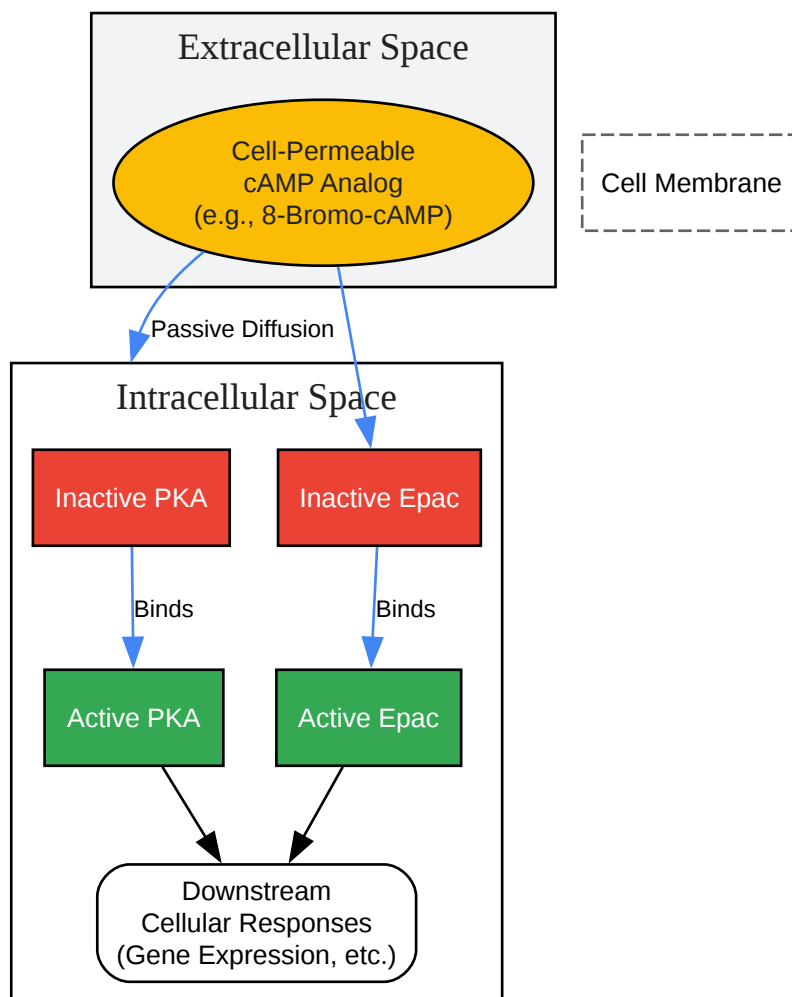 Extracellular Space
Cell-Permeable
cAMP Analog
(e.g., 8-Bromo-cAMP)
Cell Membrane
Passive Diffusion
Intracellular Space
Inactive PKA
Inactive Epac
Binds
Binds
Active PKA
Active Epac
Downstream
Cellular Responses
(Gene Expression, etc.)